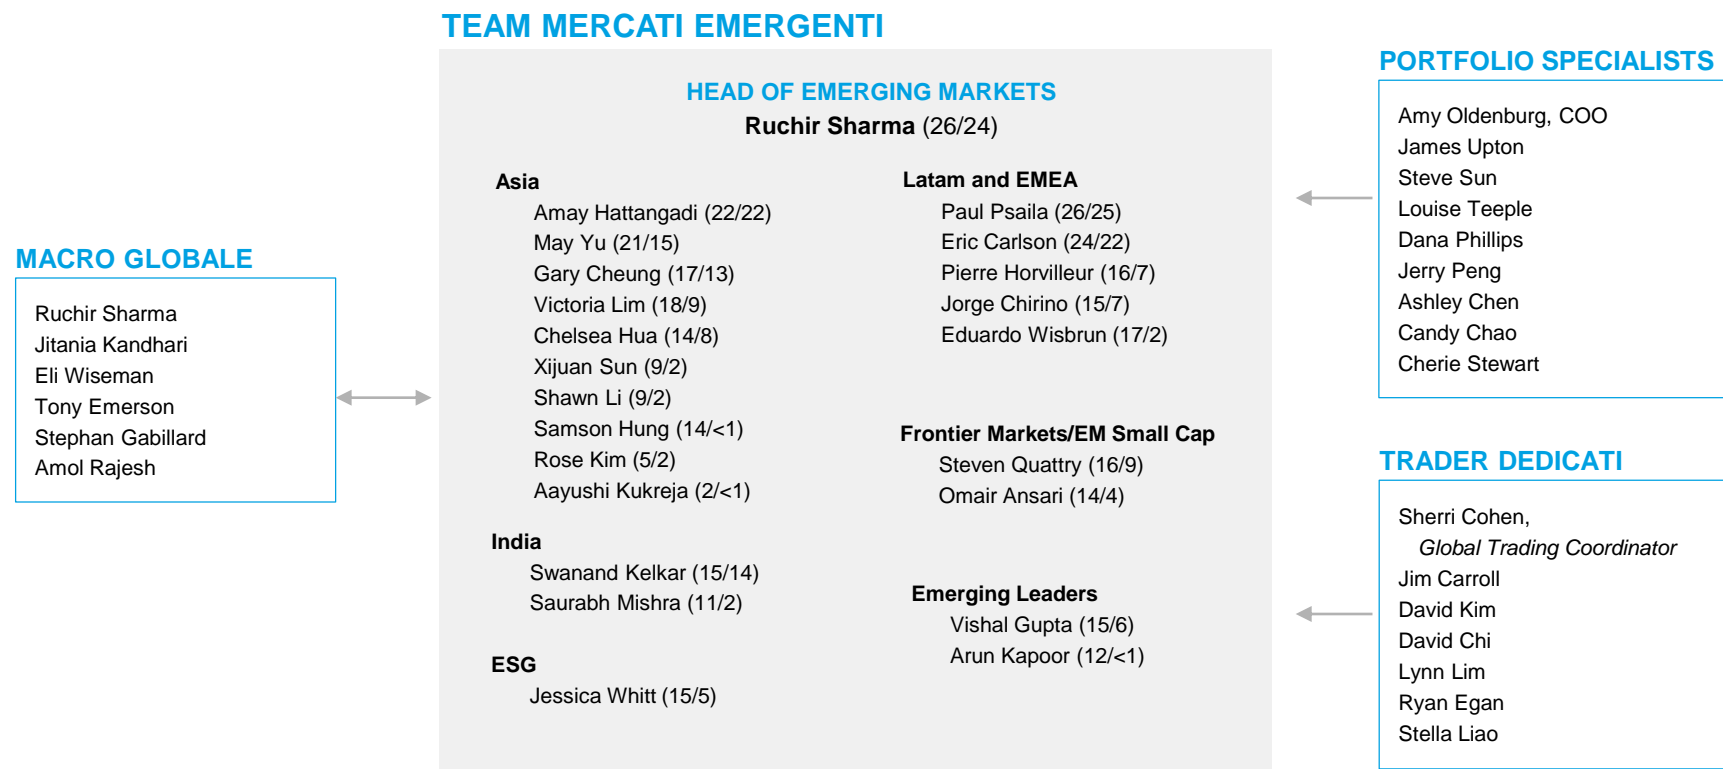 TEAM MERCATI EMERGENTI
HEAD OF EMERGING MARKETS
Ruchir Sharma (26/24)
MACRO GLOBALE
Ruchir Sharma
Jitania Kandhari
Eli Wiseman
Tony Emerson
Stephan Gabillard
Amol Rajesh
Asia
Amay Hattangadi (22/22)
May Yu (21/15)
Gary Cheung (17/13)
Victoria Lim (18/9)
Chelsea Hua (14/8)
Xijuan Sun (9/2)
Shawn Li (9/2)
Samson Hung (14/<1)
Rose Kim (5/2)
Aayushi Kukreja (2/<1)
India
Swanand Kelkar (15/14)
Saurabh Mishra (11/2)
ESG
Jessica Whitt (15/5)
Latam and EMEA
Paul Psaila (26/25)
Eric Carlson (24/22)
Pierre Horvilleur (16/7)
Jorge Chirino (15/7)
Eduardo Wisbrun (17/2)
Frontier Markets/EM Small Cap
Steven Quattry (16/9)
Omair Ansari (14/4)
Emerging Leaders
Vishal Gupta (15/6)
Arun Kapoor (12/<1)
PORTFOLIO SPECIALISTS
Amy Oldenburg, COO
James Upton
Steve Sun
Louise Teeple
Dana Phillips
Jerry Peng
Ashley Chen
Candy Chao
Cherie Stewart
TRADER DEDICATI
Sherri Cohen,
Global Trading Coordinator
Jim Carroll
David Kim
David Chi
Lynn Lim
Ryan Egan
Stella Liao